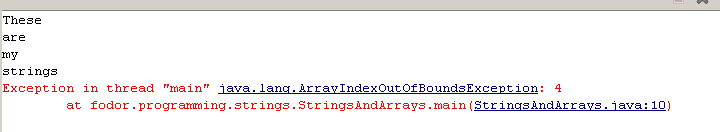 These
are
my
strings
Exception in thread "main" java.lang.ArrayIndexOutOfBoundsException: 4
at fodor.programming.strings.StringsAndArrays.main(StringsAndArrays.java:10)